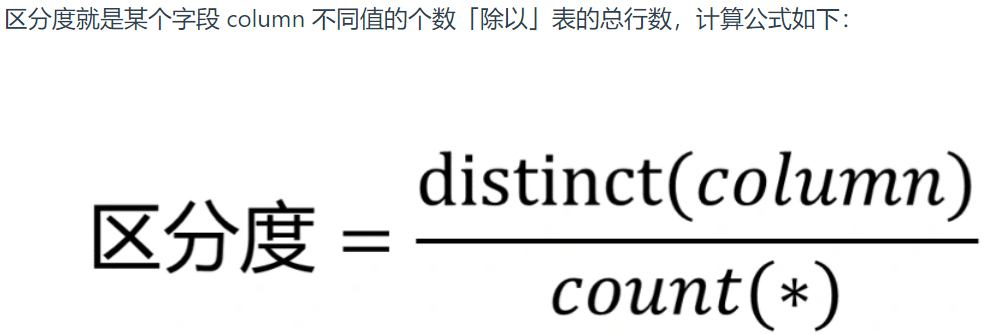 区分度就是某个字段 column 不同值的个数「除以」表的总行数，计算公式如下：
区分度 = distinct(column) / count(*)